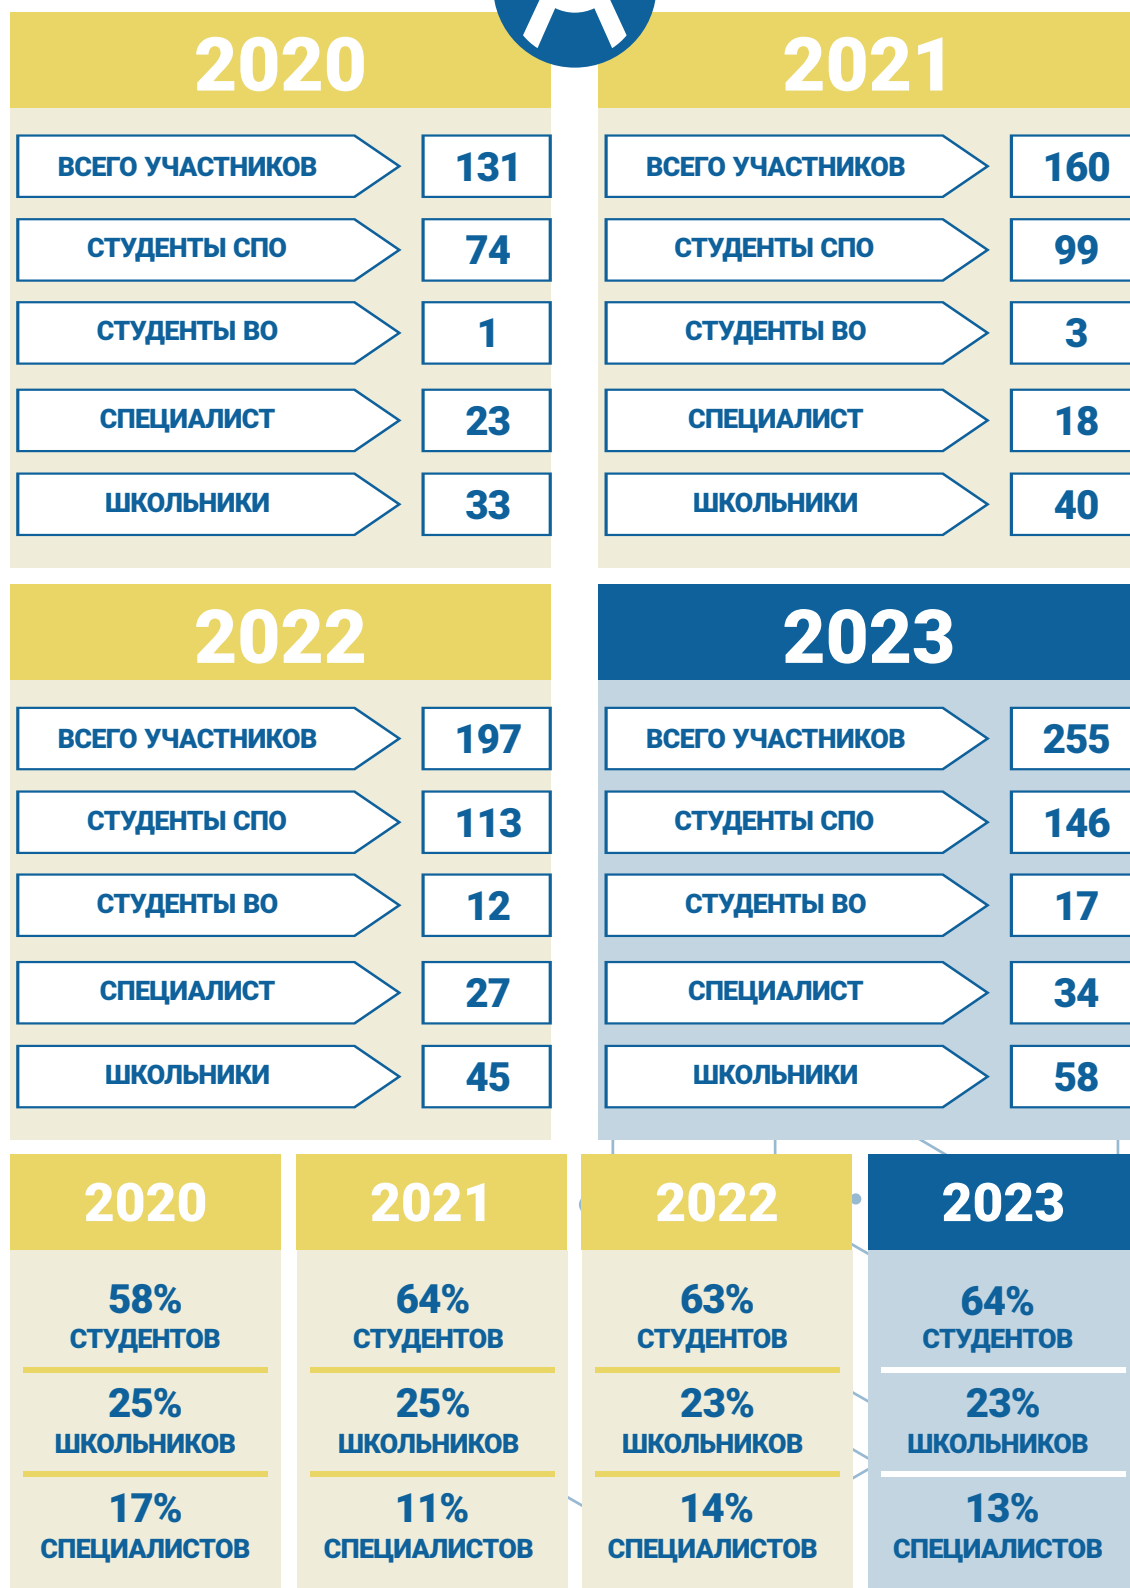 2020
ВСЕГО УЧАСТНИКОВ 131
СТУДЕНТЫ СПО 74
СТУДЕНТЫ ВО 1
СПЕЦИАЛИСТ 23
ШКОЛЬНИКИ 33
2021
ВСЕГО УЧАСТНИКОВ 160
СТУДЕНТЫ СПО 99
СТУДЕНТЫ ВО 3
СПЕЦИАЛИСТ 18
ШКОЛЬНИКИ 40
2022
ВСЕГО УЧАСТНИКОВ 197
СТУДЕНТЫ СПО 113
СТУДЕНТЫ ВО 12
СПЕЦИАЛИСТ 27
ШКОЛЬНИКИ 45
2023
ВСЕГО УЧАСТНИКОВ 255
СТУДЕНТЫ СПО 146
СТУДЕНТЫ ВО 17
СПЕЦИАЛИСТ 34
ШКОЛЬНИКИ 58
2020
58%
СТУДЕНТОВ
25%
ШКОЛЬНИКОВ
17%
СПЕЦИАЛИСТОВ
2021
64%
СТУДЕНТОВ
25%
ШКОЛЬНИКОВ
11%
СПЕЦИАЛИСТОВ
2022
63%
СТУДЕНТОВ
23%
ШКОЛЬНИКОВ
14%
СПЕЦИАЛИСТОВ
2023
64%
СТУДЕНТОВ
23%
ШКОЛЬНИКОВ
13%
СПЕЦИАЛИСТОВ